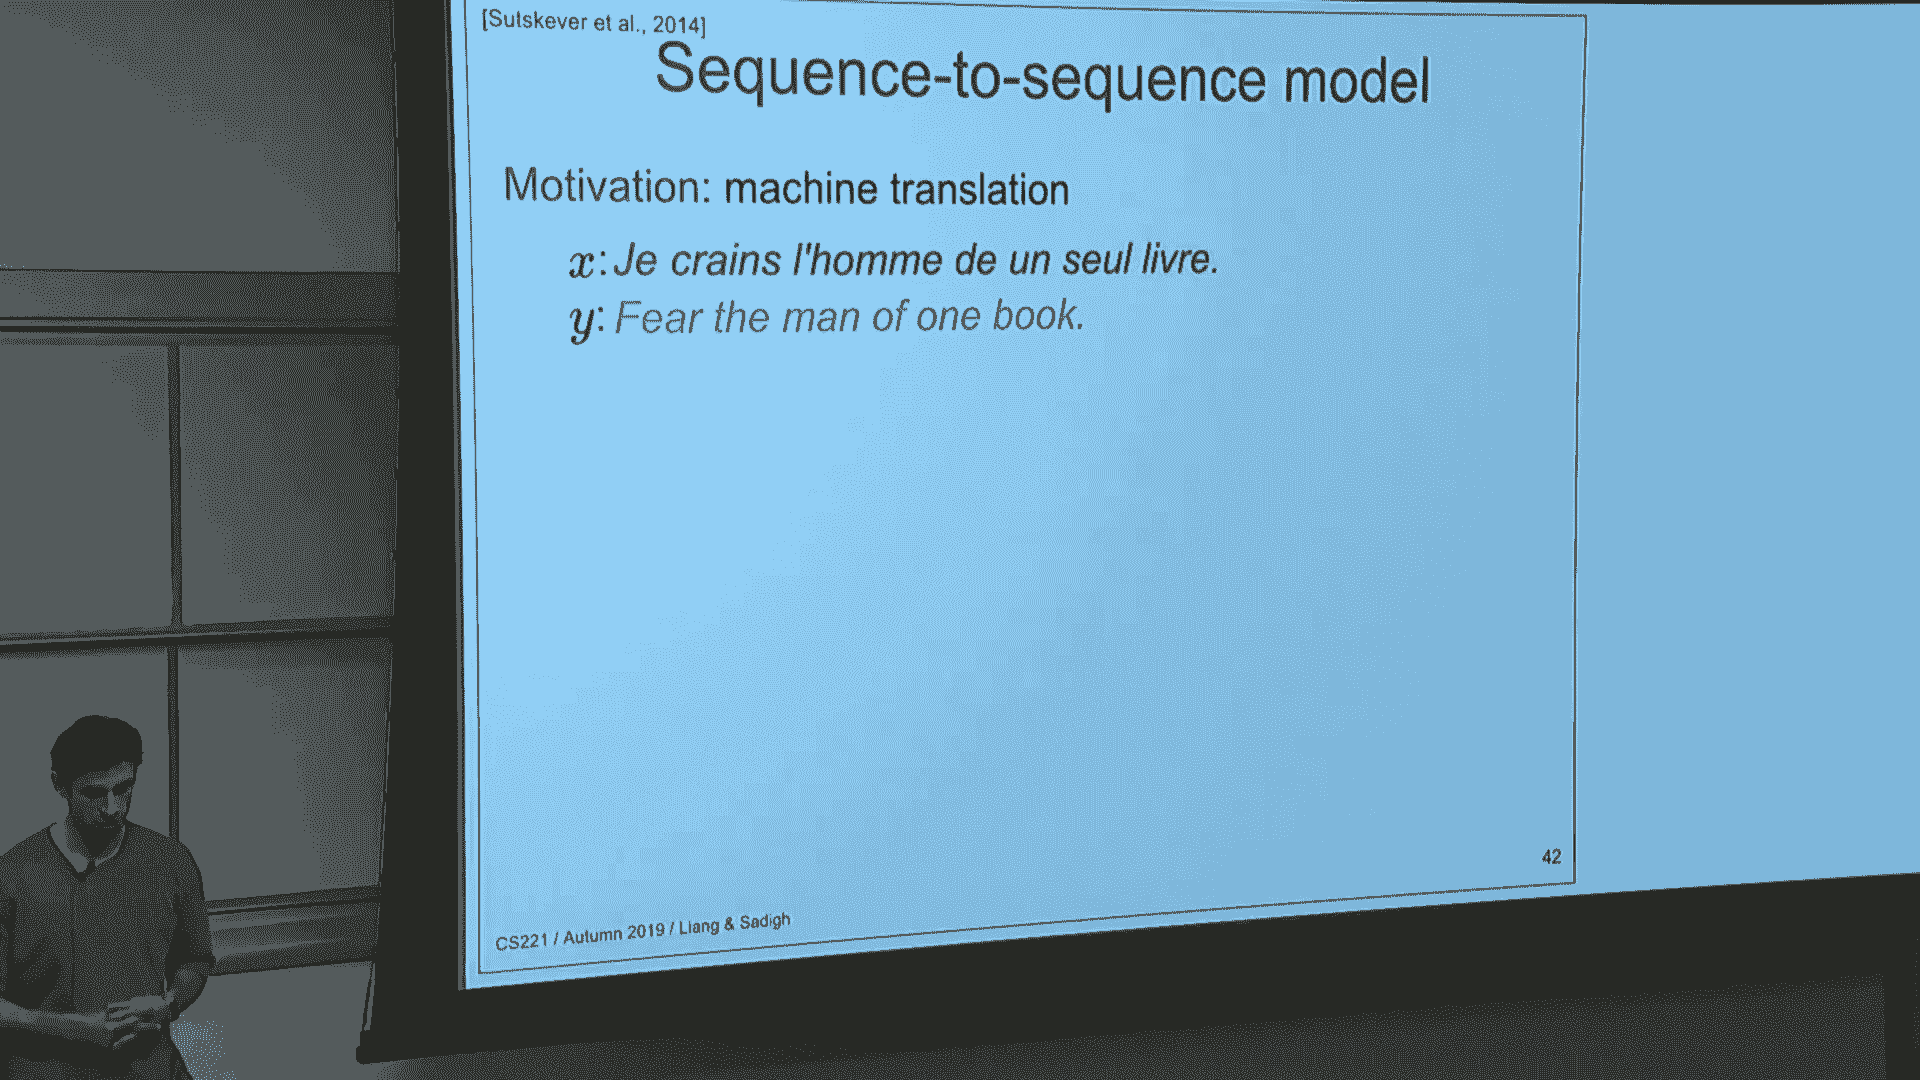 [Sutskever et al., 2014]
Sequence-to-sequence model
Motivation: machine translation
x: Je crains l'homme de un seul livre.
y: Fear the man of one book.
42
CS221 / Autumn 2019 / Liang & Sadigh